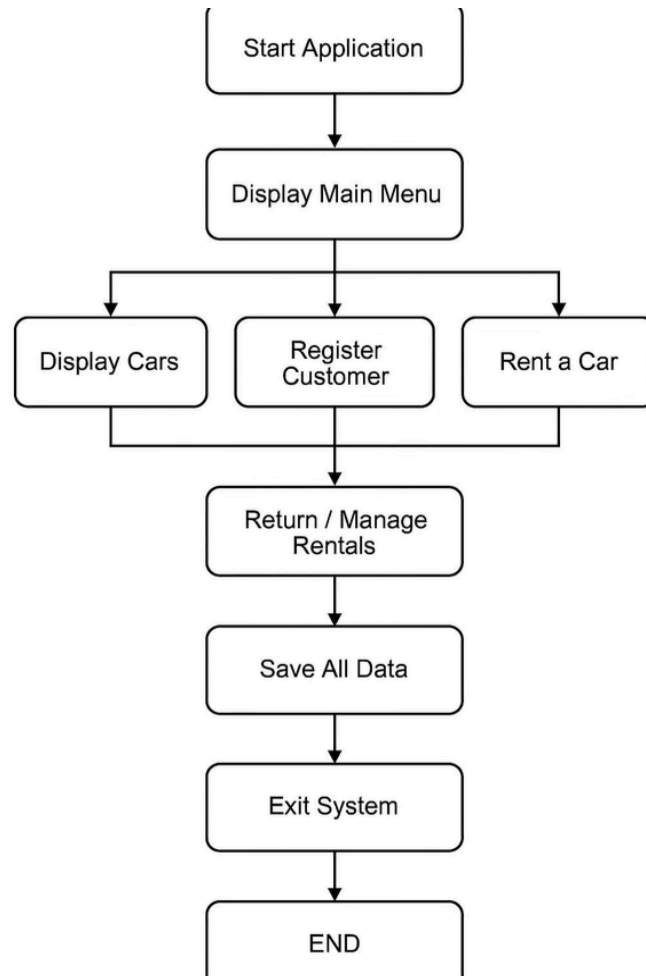 Start Application
Display Main Menu
Display Cars
Register
Customer
Rent a Car
Return / Manage
Rentals
Save All Data
Exit System
END